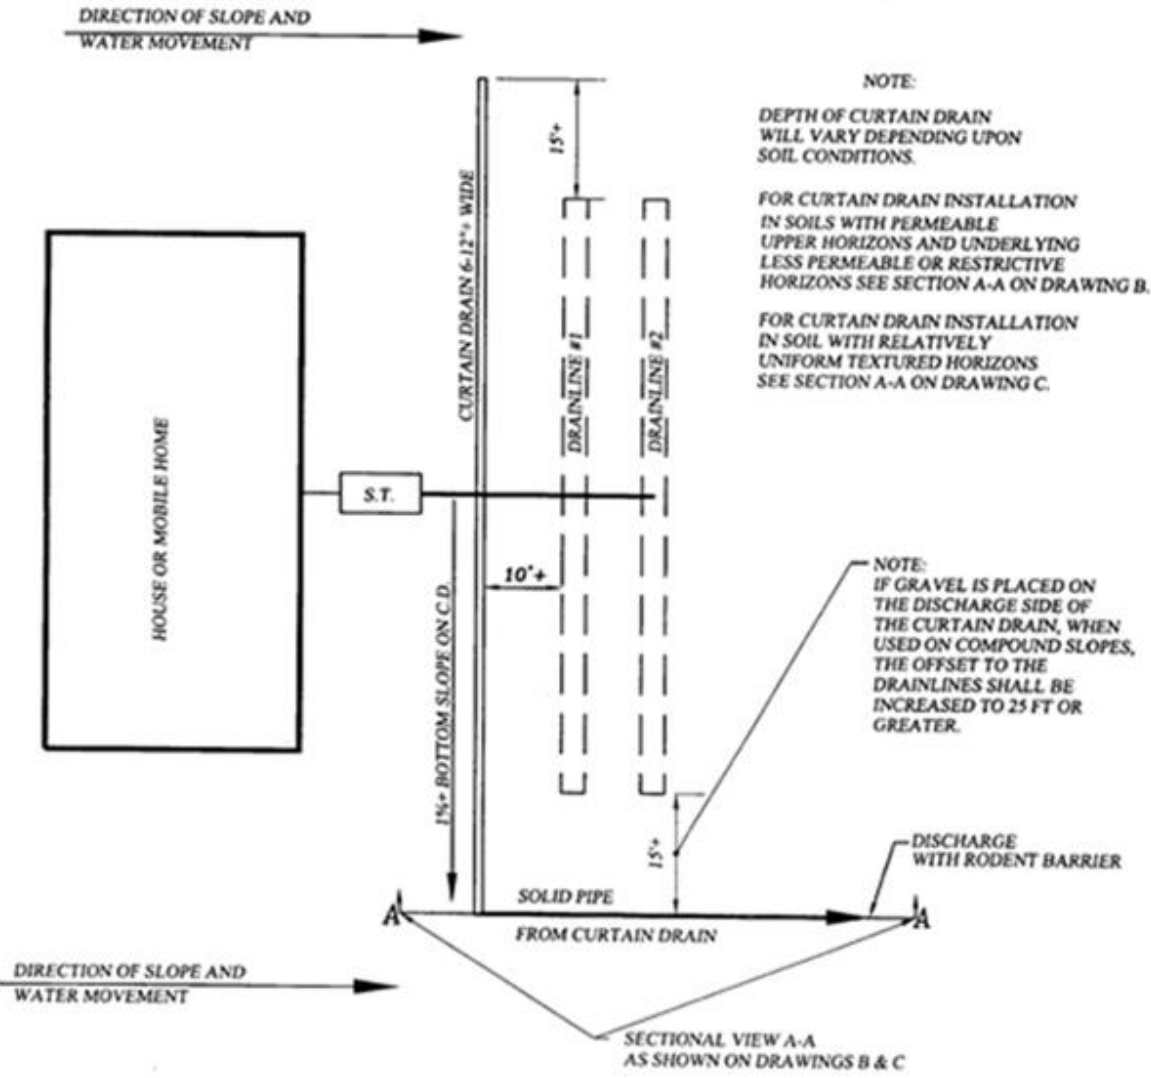 DIRECTION OF SLOPE AND
WATER MOVEMENT
NOTE:
DEPTH OF CURTAIN DRAIN
WILL VARY DEPENDING UPON
SOIL CONDITIONS.
FOR CURTAIN DRAIN INSTALLATION
IN SOILS WITH PERMEABLE
UPPER HORIZONS AND UNDERLYING
LESS PERMEABLE OR RESTRICTIVE
HORIZONS SEE SECTION A-A ON DRAWING B.
FOR CURTAIN DRAIN INSTALLATION
IN SOIL WITH RELATIVELY
UNIFORM TEXTURED HORIZONS
SEE SECTION A-A ON DRAWING C.
15'+
CURTAIN DRAIN 6-12"+ WIDE
DRAINLINE #1
DRAINLINE #2
HOUSE OR MOBILE HOME
S.T.
10'+
1%+ BOTTOM SLOPE ON C.D.
NOTE:
IF GRAVEL IS PLACED ON
THE DISCHARGE SIDE OF
THE CURTAIN DRAIN, WHEN
USED ON COMPOUND SLOPES,
THE OFFSET TO THE
DRAINLINES SHALL BE
INCREASED TO 25 FT OR
GREATER.
15'+
DISCHARGE
WITH RODENT BARRIER
SOLID PIPE
A
A
FROM CURTAIN DRAIN
DIRECTION OF SLOPE AND
WATER MOVEMENT
SECTIONAL VIEW A-A
AS SHOWN ON DRAWINGS B & C